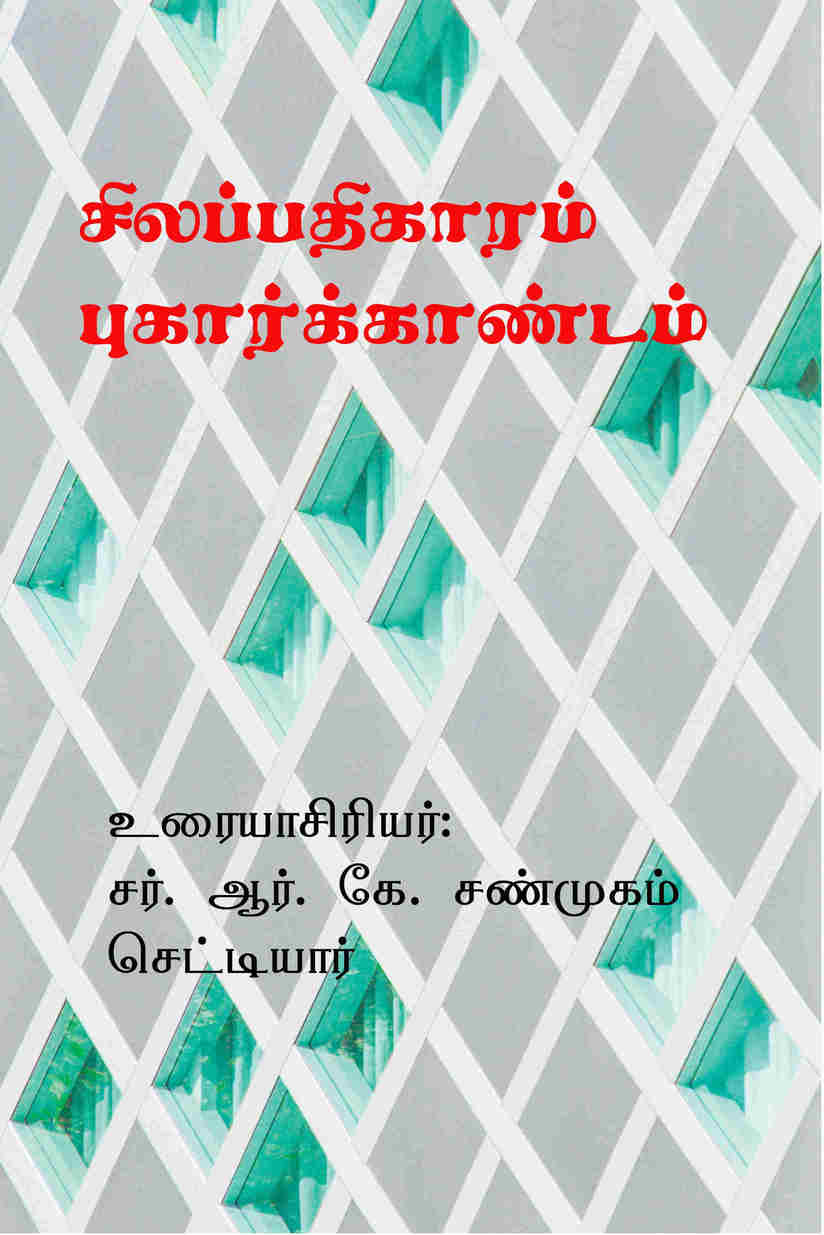 சிலப்பதிகாரம்
புகார்க்காண்டம்
உரையாசிரியர்:
சர். ஆர். கே. சண்முகம்
செட்டியார்